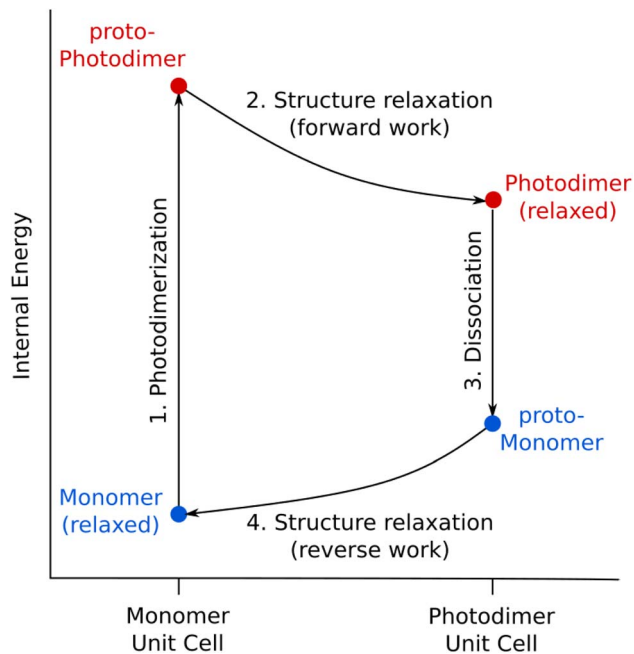 proto-
Photodimer
2. Structure relaxation
(forward work)
Photodimer
(relaxed)
Internal Energy
1. Photodimerization
3. Dissociation
proto-
Monomer
Monomer
(relaxed)
4. Structure relaxation
(reverse work)
Monomer
Unit Cell
Photodimer
Unit Cell